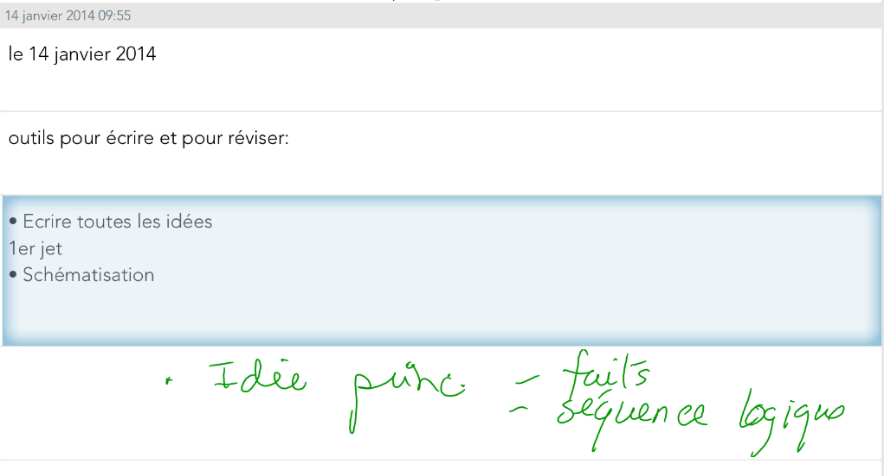 14 janvier 2014 09:55
le 14 janvier 2014
outils pour écrire et pour réviser:
• Ecrire toutes les idées
1er jet
• Schématisation
• Idée princ. - faits
- séquence logique